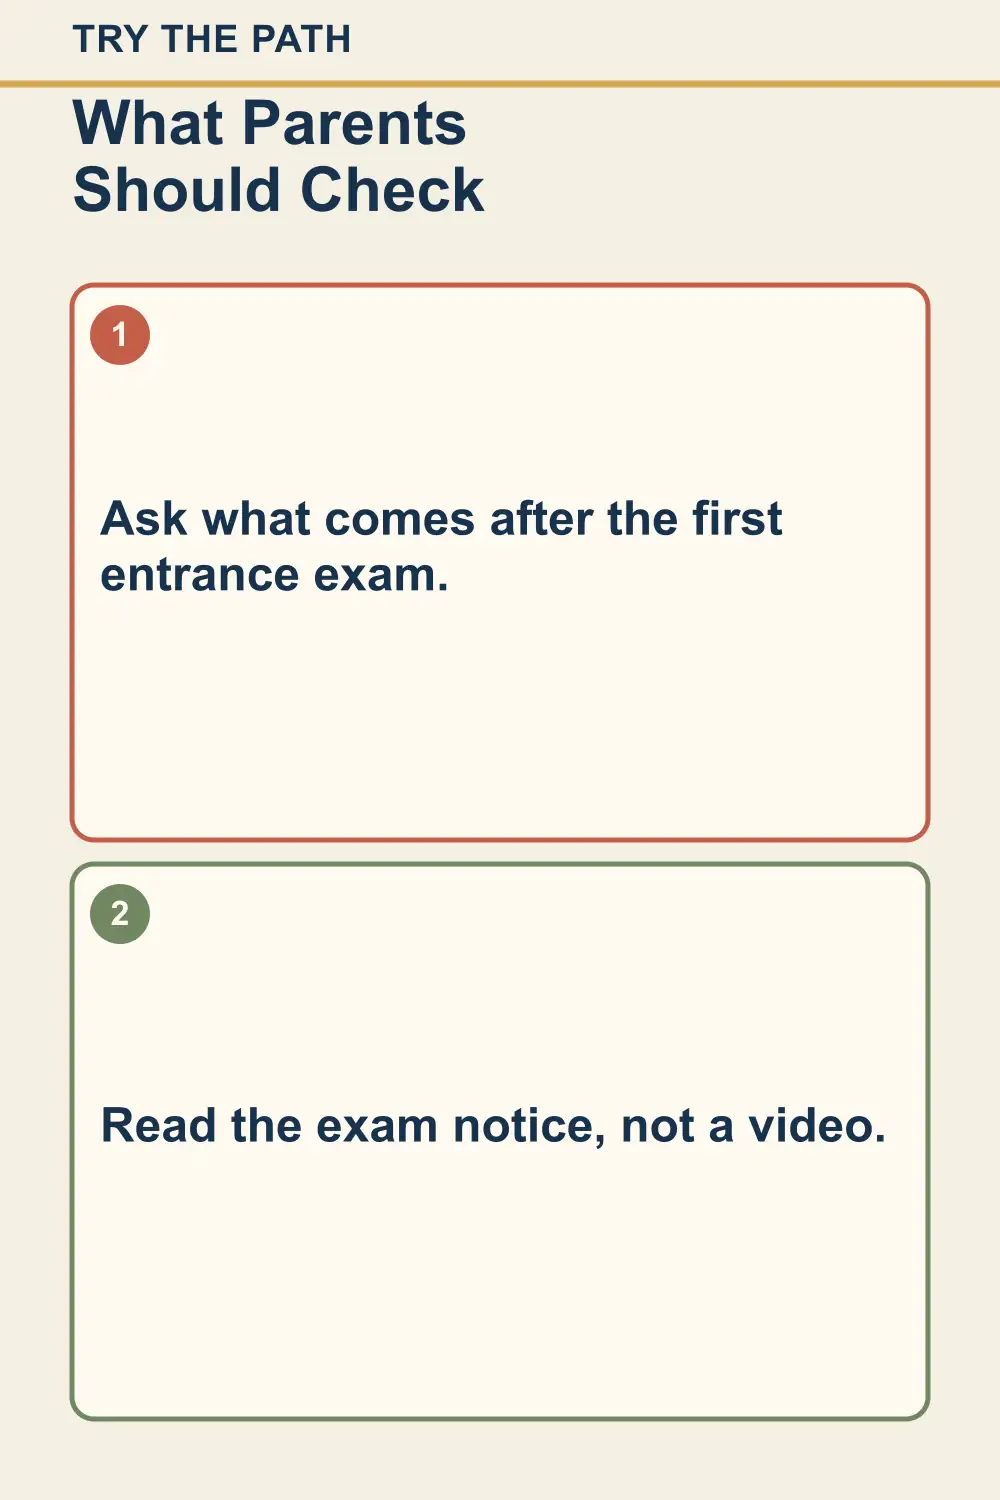 TRY THE PATH
What Parents
Should Check
1
Ask what comes after the first
entrance exam.
2
Read the exam notice, not a video.